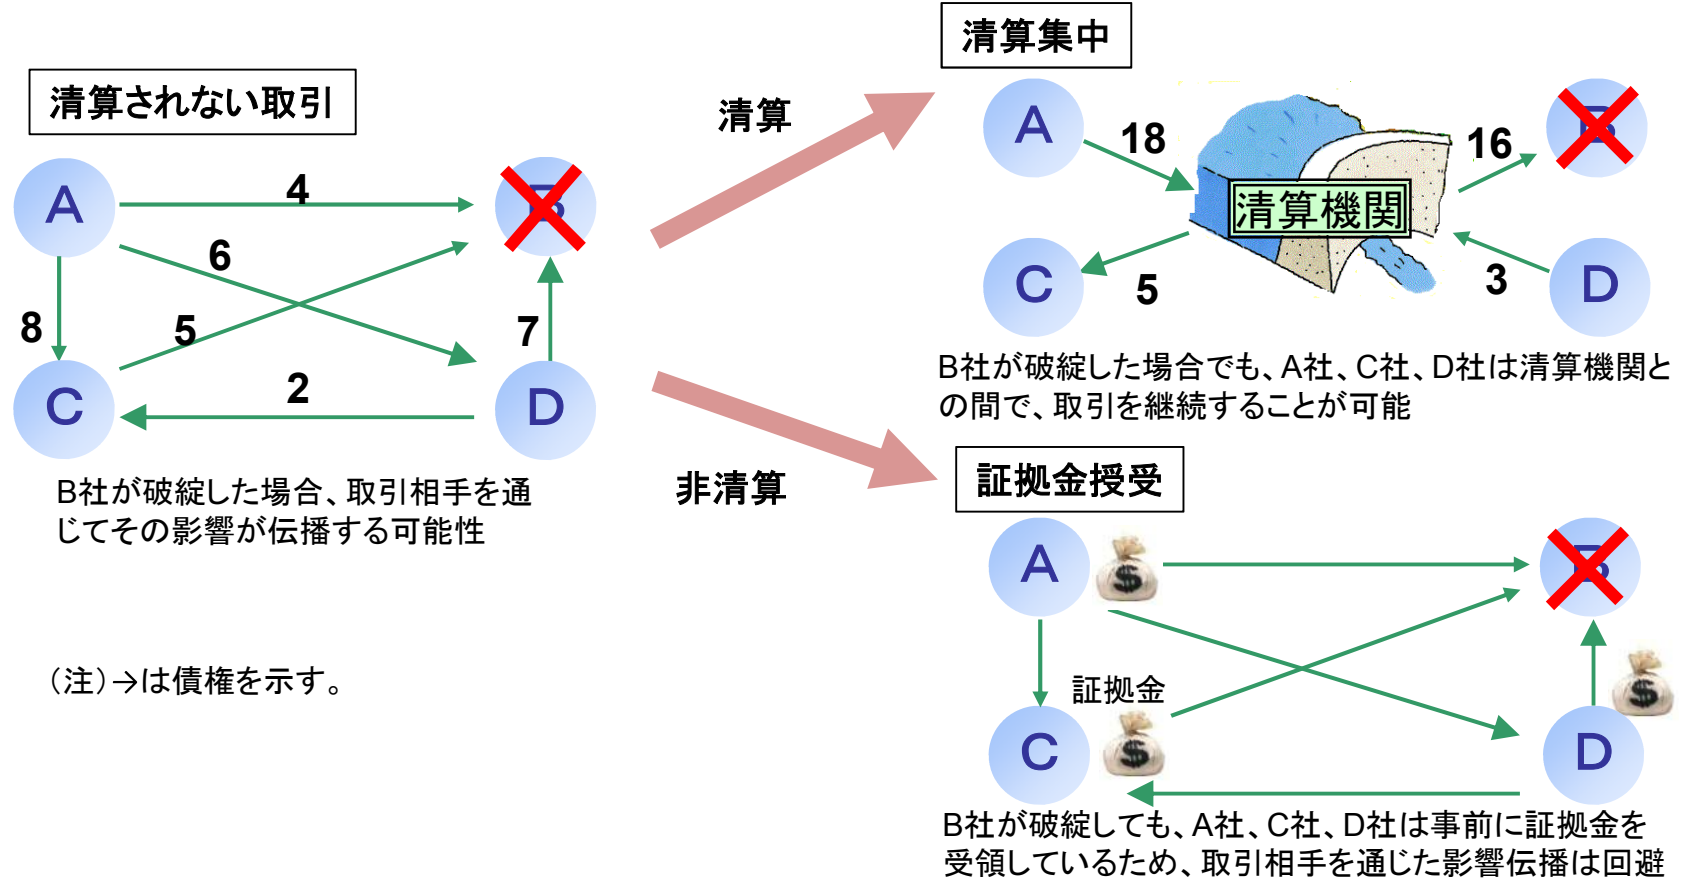 清算されない取引
A
4
B
6
8
5
7
2
C
D
B社が破綻した場合、取引相手を通
じてその影響が伝播する可能性
（注）→は債権を示す。
清算
非清算
清算集中
A
18
16
B
清算機関
C
5
3
D
B社が破綻した場合でも、A社、C社、D社は清算機関と
の間で、取引を継続することが可能
証拠金授受
A
$
B
証拠金
$
C
$
D
B社が破綻しても、A社、C社、D社は事前に証拠金を
受領しているため、取引相手を通じた影響伝播は回避